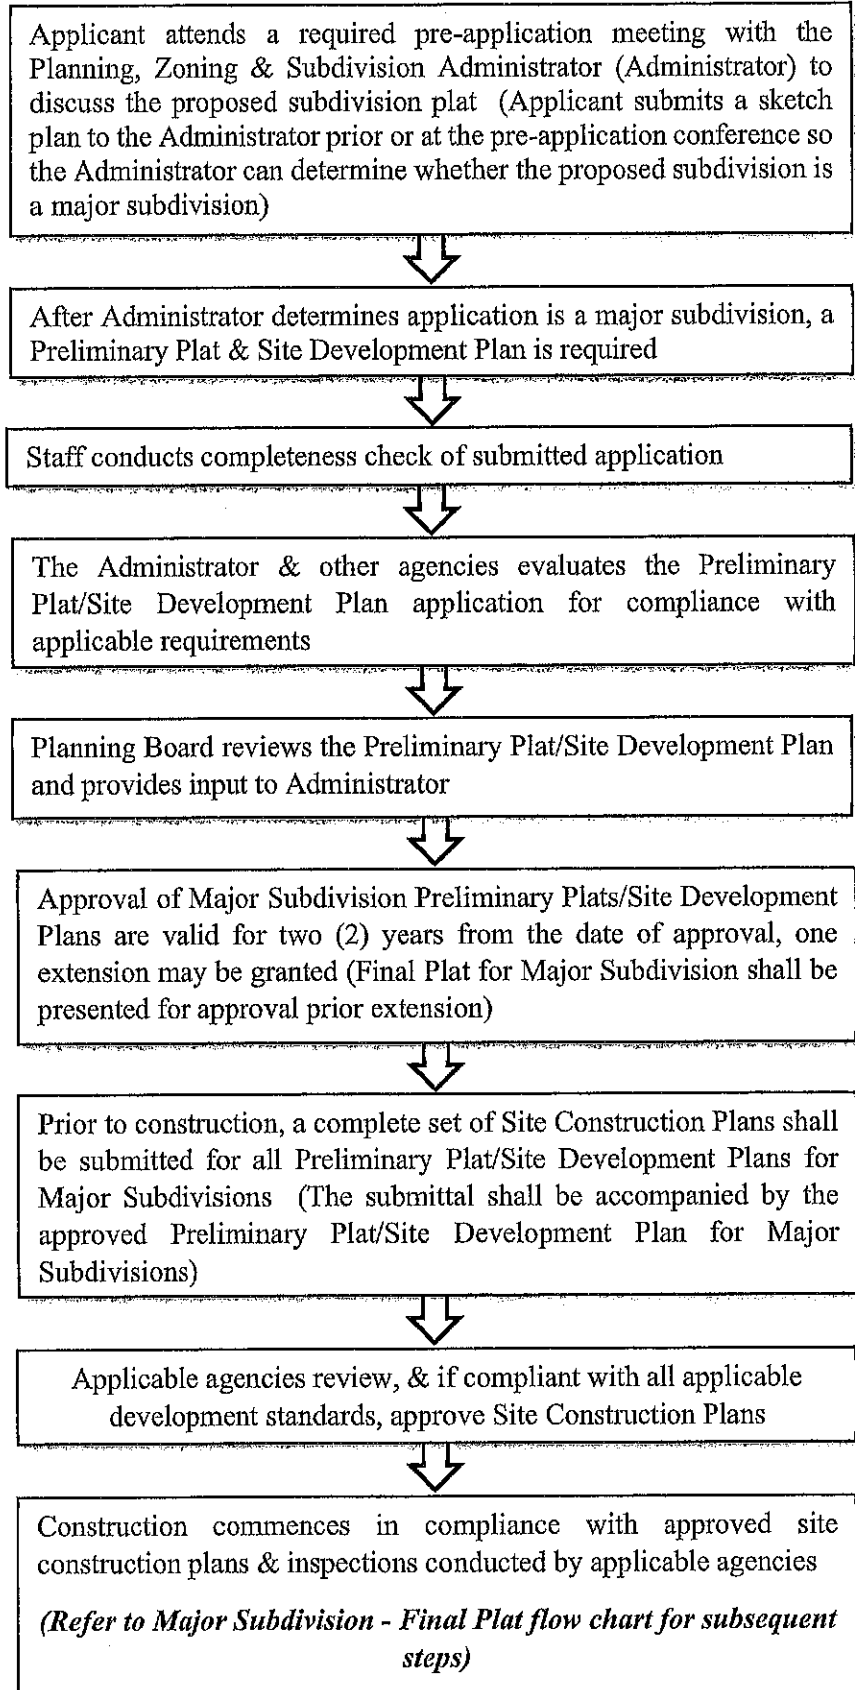 Applicant attends a required pre-application meeting with the
Planning, Zoning & Subdivision Administrator (Administrator) to
discuss the proposed subdivision plat (Applicant submits a sketch
plan to the Administrator prior or at the pre-application conference so
the Administrator can determine whether the proposed subdivision is
a major subdivision)
After Administrator determines application is a major subdivision, a
Preliminary Plat & Site Development Plan is required
Staff conducts completeness check of submitted application
The Administrator & other agencies evaluates the Preliminary
Plat/Site Development Plan application for compliance with
applicable requirements
Planning Board reviews the Preliminary Plat/Site Development Plan
and provides input to Administrator
Approval of Major Subdivision Preliminary Plats/Site Development
Plans are valid for two (2) years from the date of approval, one
extension may be granted (Final Plat for Major Subdivision shall be
presented for approval prior extension)
Prior to construction, a complete set of Site Construction Plans shall
be submitted for all Preliminary Plat/Site Development Plans for
Major Subdivisions (The submittal shall be accompanied by the
approved Preliminary Plat/Site Development Plan for Major
Subdivisions)
Applicable agencies review, & if compliant with all applicable
development standards, approve Site Construction Plans
Construction commences in compliance with approved site
construction plans & inspections conducted by applicable agencies
(Refer to Major Subdivision - Final Plat flow chart for subsequent
steps)